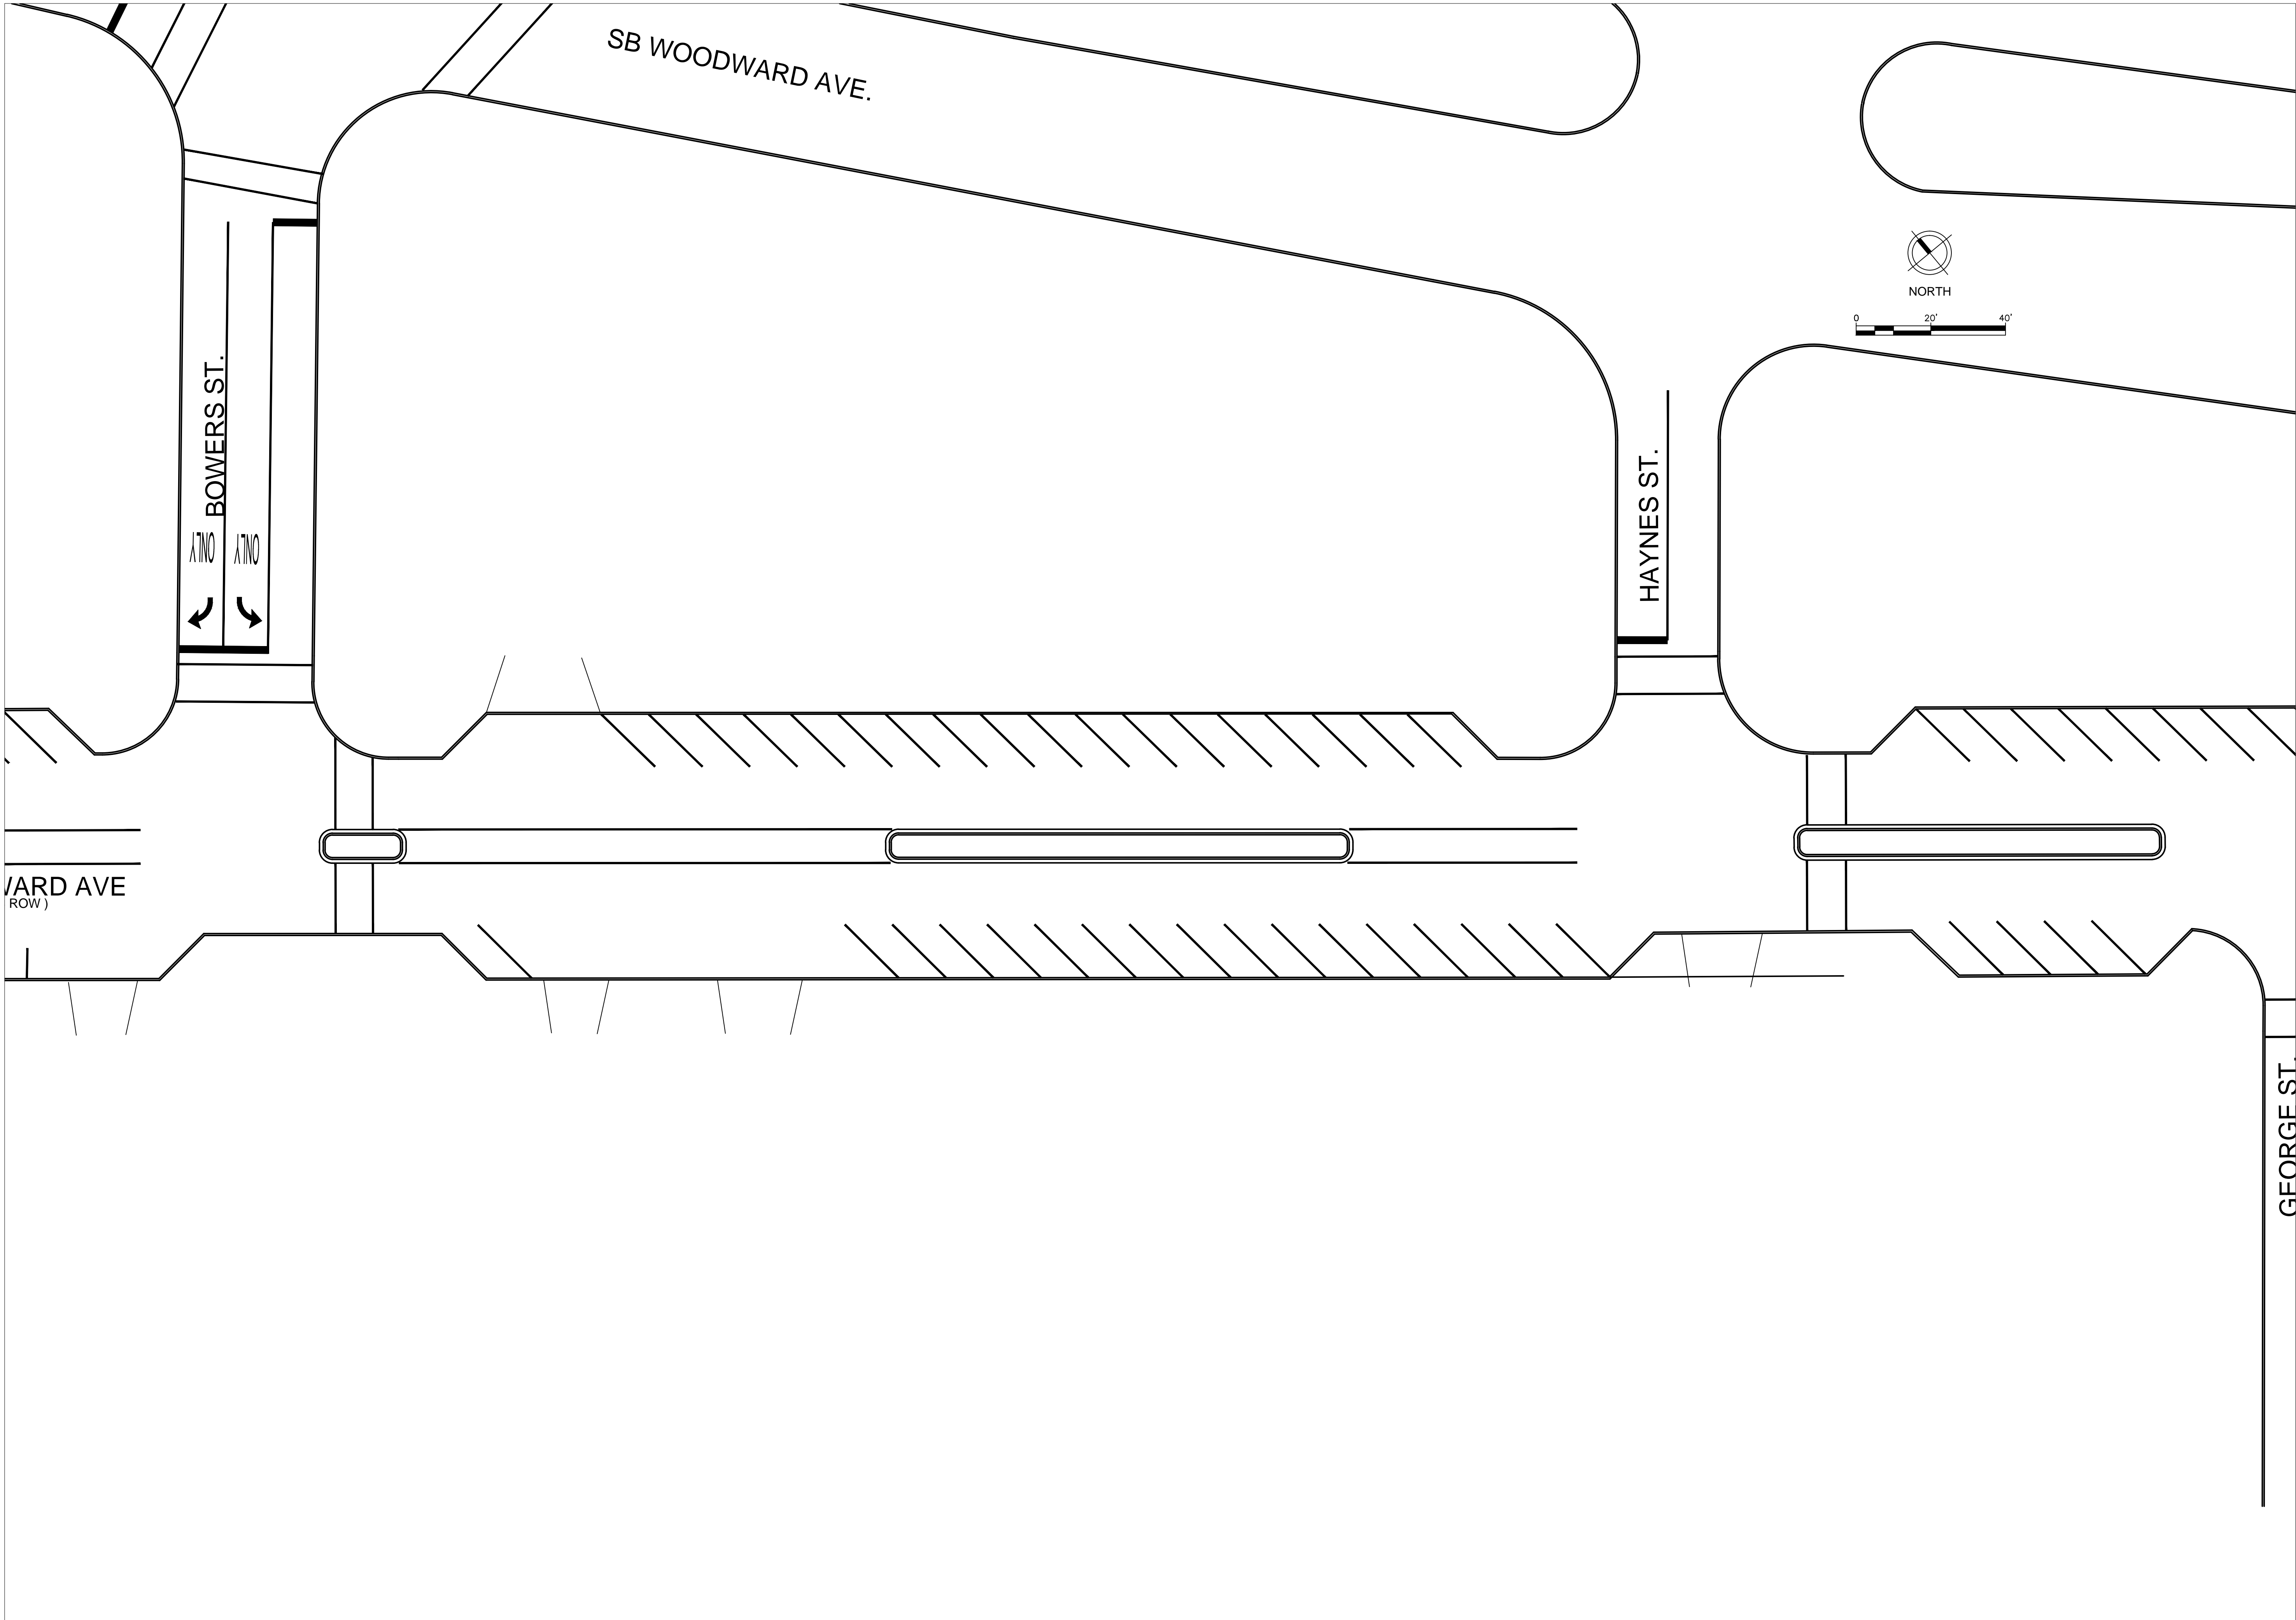 SB WOODWARD AVE.
NORTH
0 20' 40'
BOWERS ST.
HAYNES ST.
ONLY
ONLY
WARD AVE
ROW )
GEORGE ST.